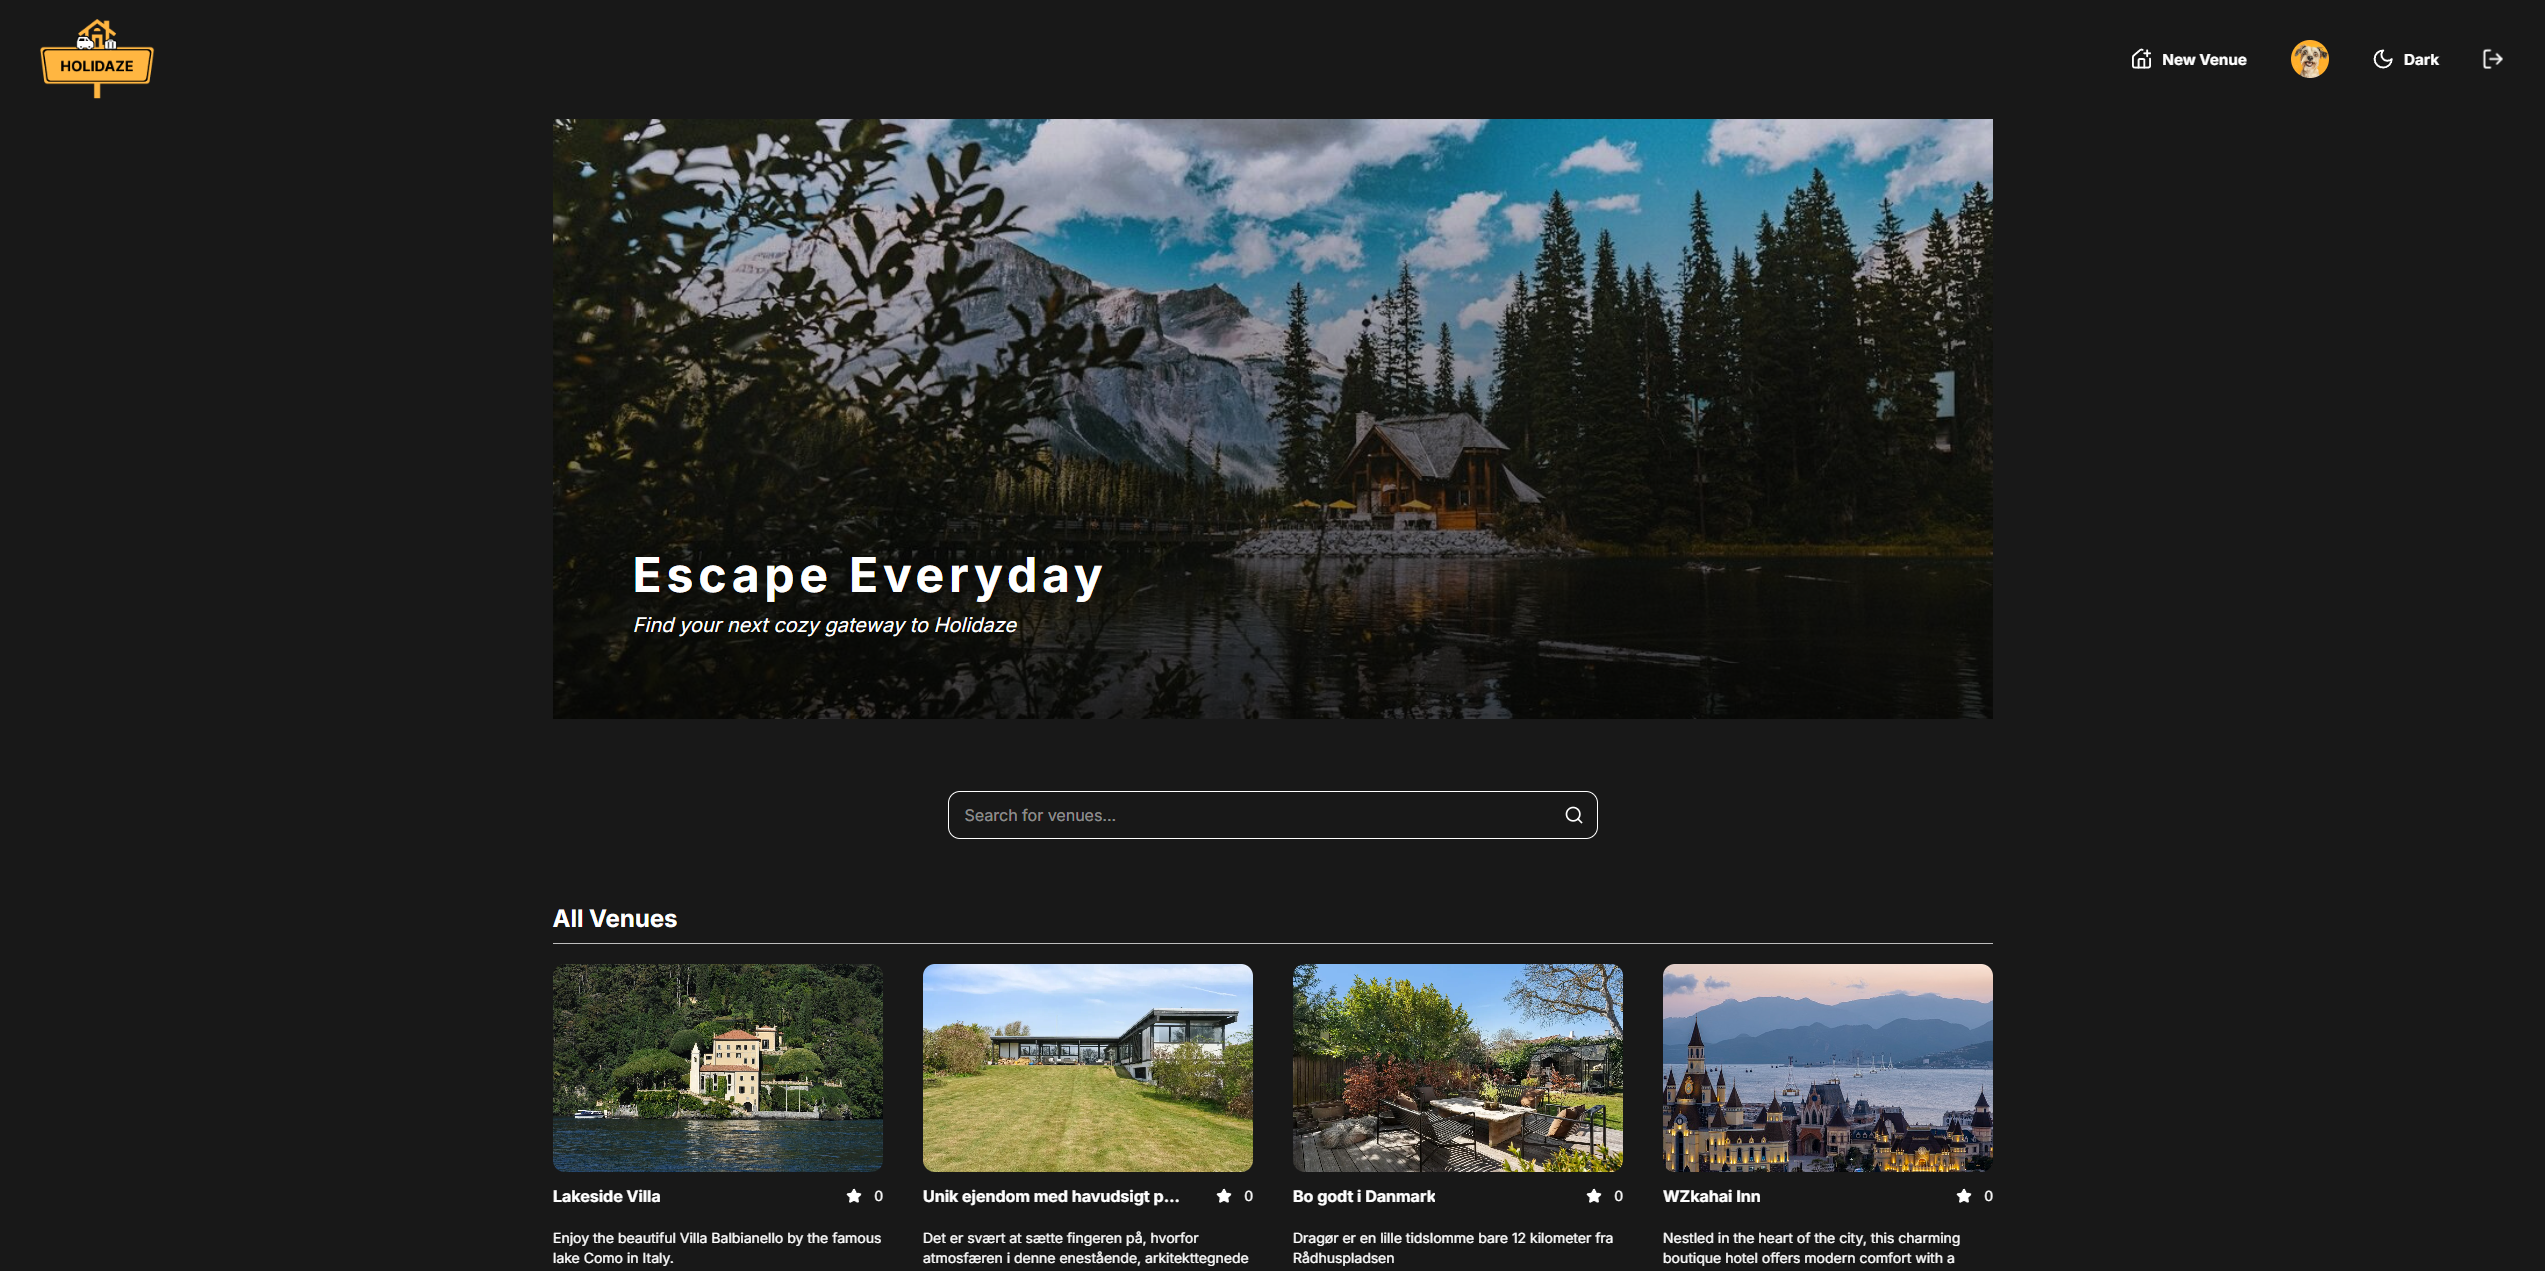 HOLIDAZE
New Venue
Dark
Escape Everyday
Find your next cozy gateway to Holidaze
Search for venues...
All Venues
Lakeside Villa
0
Unik ejendom med havudsigt p...
0
Bo godt i Danmark
0
WZkahai Inn
0
Enjoy the beautiful Villa Balbianello by the famous
lake Como in Italy.
Det er svært at sætte fingeren på, hvorfor
atmosfæren i denne enestående, arkitekttegnede
Dragør er en lille tidslomme bare 12 kilometer fra
Rådhuspladsen
Nestled in the heart of the city, this charming
boutique hotel offers modern comfort with a